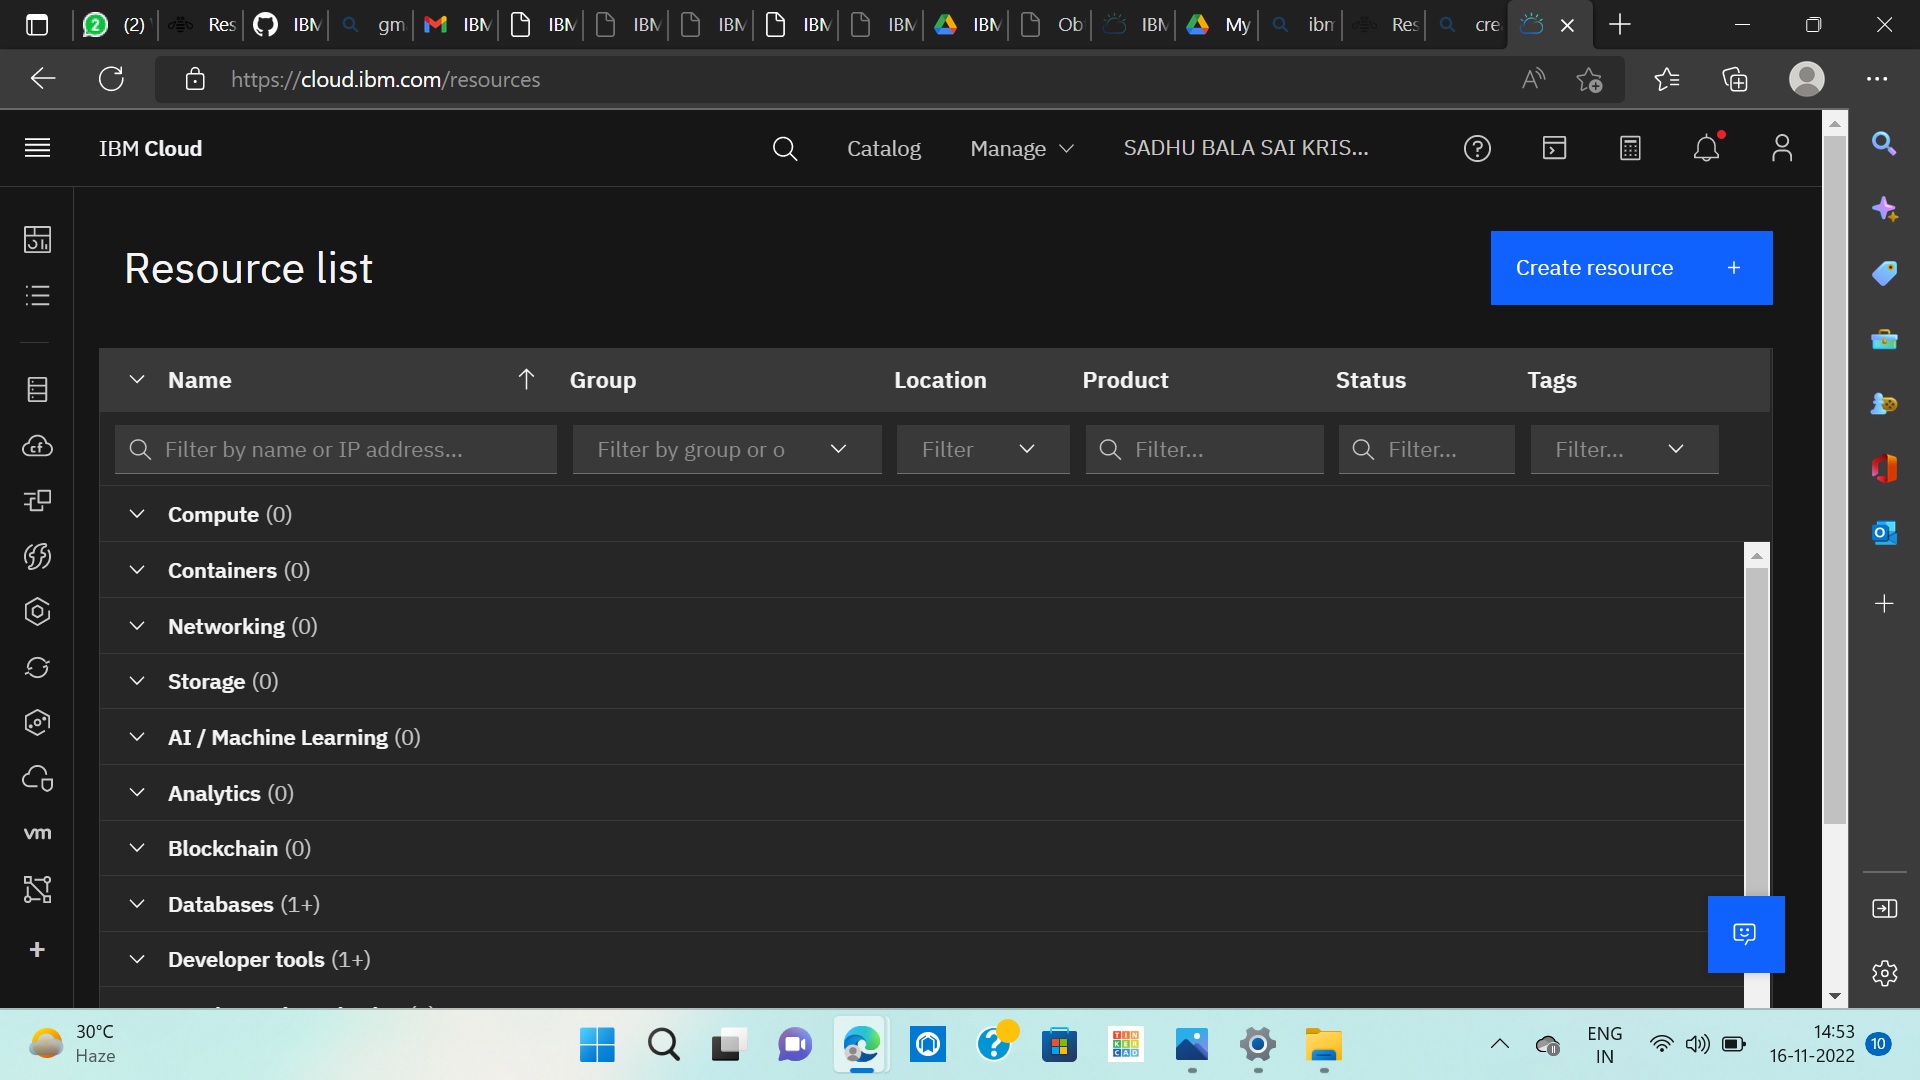 2 (2) Res IBM gm IBM IBM IBM IBM IBM IBM IBM Ob IBM My ibm Res cre
https://cloud.ibm.com/resources
IBM Cloud Catalog Manage SADHU BALA SAI KRIS...
Resource list
Create resource +
Name Group Location Product Status Tags
Filter by name or IP address... Filter by group or o Filter Filter... Filter... Filter...
Compute (0)
Containers (0)
Networking (0)
Storage (0)
AI / Machine Learning (0)
Analytics (0)
vm
Blockchain (0)
Databases (1+)
Developer tools (1+)
30°C
Haze
TINKERCAD
ENG
IN
14:53
16-11-2022
10